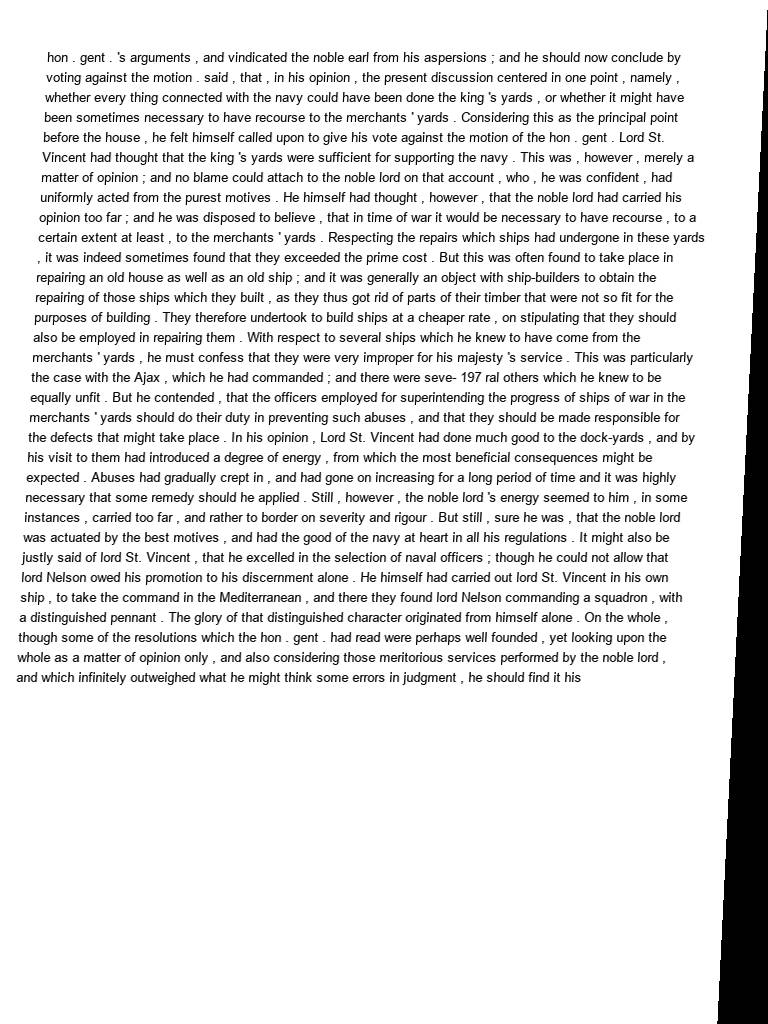 hon . gent . 's arguments , and vindicated the noble earl from his aspersions ; and he should now conclude by
voting against the motion . said , that , in his opinion , the present discussion centered in one point , namely ,
whether every thing connected with the navy could have been done the king 's yards , or whether it might have
been sometimes necessary to have recourse to the merchants ' yards . Considering this as the principal point
before the house , he felt himself called upon to give his vote against the motion of the hon . gent . Lord St.
Vincent had thought that the king 's yards were sufficient for supporting the navy . This was , however , merely a
matter of opinion ; and no blame could attach to the noble lord on that account , who , he was confident , had
uniformly acted from the purest motives . He himself had thought , however , that the noble lord had carried his
opinion too far ; and he was disposed to believe , that in time of war it would be necessary to have recourse , to a
certain extent at least , to the merchants ' yards . Respecting the repairs which ships had undergone in these yards
, it was indeed sometimes found that they exceeded the prime cost . But this was often found to take place in
repairing an old house as well as an old ship ; and it was generally an object with ship-builders to obtain the
repairing of those ships which they built , as they thus got rid of parts of their timber that were not so fit for the
purposes of building . They therefore undertook to build ships at a cheaper rate , on stipulating that they should
also be employed in repairing them . With respect to several ships which he knew to have come from the
merchants ' yards , he must confess that they were very improper for his majesty 's service . This was particularly
the case with the Ajax , which he had commanded ; and there were seve- 197 ral others which he knew to be
equally unfit . But he contended , that the officers employed for superintending the progress of ships of war in the
merchants ' yards should do their duty in preventing such abuses , and that they should be made responsible for
the defects that might take place . In his opinion , Lord St. Vincent had done much good to the dock-yards , and by
his visit to them had introduced a degree of energy , from which the most beneficial consequences might be
expected . Abuses had gradually crept in , and had gone on increasing for a long period of time and it was highly
necessary that some remedy should he applied . Still , however , the noble lord 's energy seemed to him , in some
instances , carried too far , and rather to border on severity and rigour . But still , sure he was , that the noble lord
was actuated by the best motives , and had the good of the navy at heart in all his regulations . It might also be
justly said of lord St. Vincent , that he excelled in the selection of naval officers ; though he could not allow that
lord Nelson owed his promotion to his discernment alone . He himself had carried out lord St. Vincent in his own
ship , to take the command in the Mediterranean , and there they found lord Nelson commanding a squadron , with
a distinguished pennant . The glory of that distinguished character originated from himself alone . On the whole ,
though some of the resolutions which the hon . gent . had read were perhaps well founded , yet looking upon the
whole as a matter of opinion only , and also considering those meritorious services performed by the noble lord ,
and which infinitely outweighed what he might think some errors in judgment , he should find it his